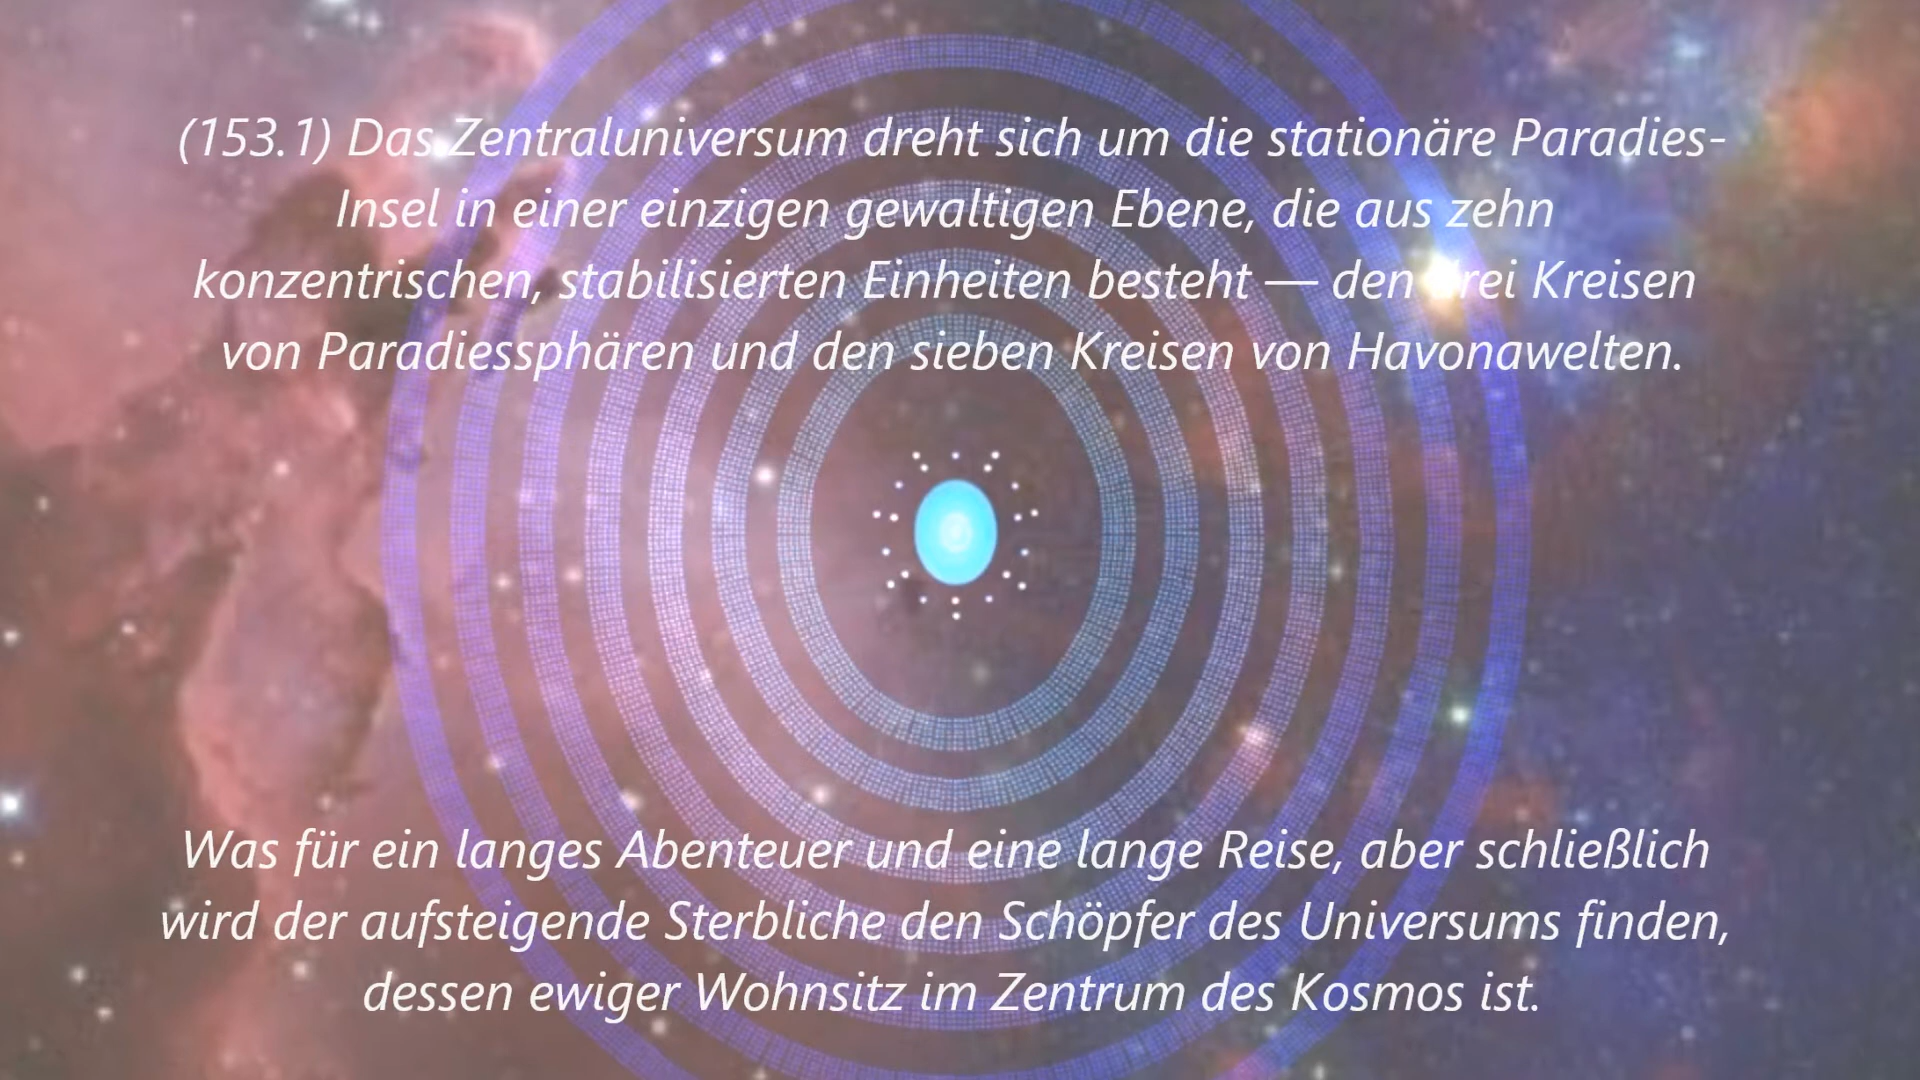 (153.1) Das Zentraluniversum dreht sich um die stationäre Paradies-
Insel in einer einzigen gewaltigen Ebene, die aus zehn
konzentrischen, stabilisierten Einheiten besteht — den drei Kreisen
von Paradiessphären und den sieben Kreisen von Havonawelten.
Was für ein langes Abenteuer und eine lange Reise, aber schließlich
wird der aufsteigende Sterbliche den Schöpfer des Universums finden,
dessen ewiger Wohnsitz im Zentrum des Kosmos ist.